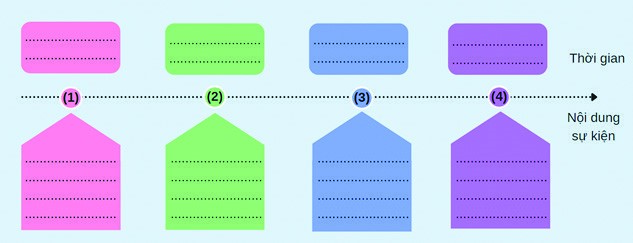 Thời gian
(1)
(2)
(3)
(4)
Nội dung
sự kiện